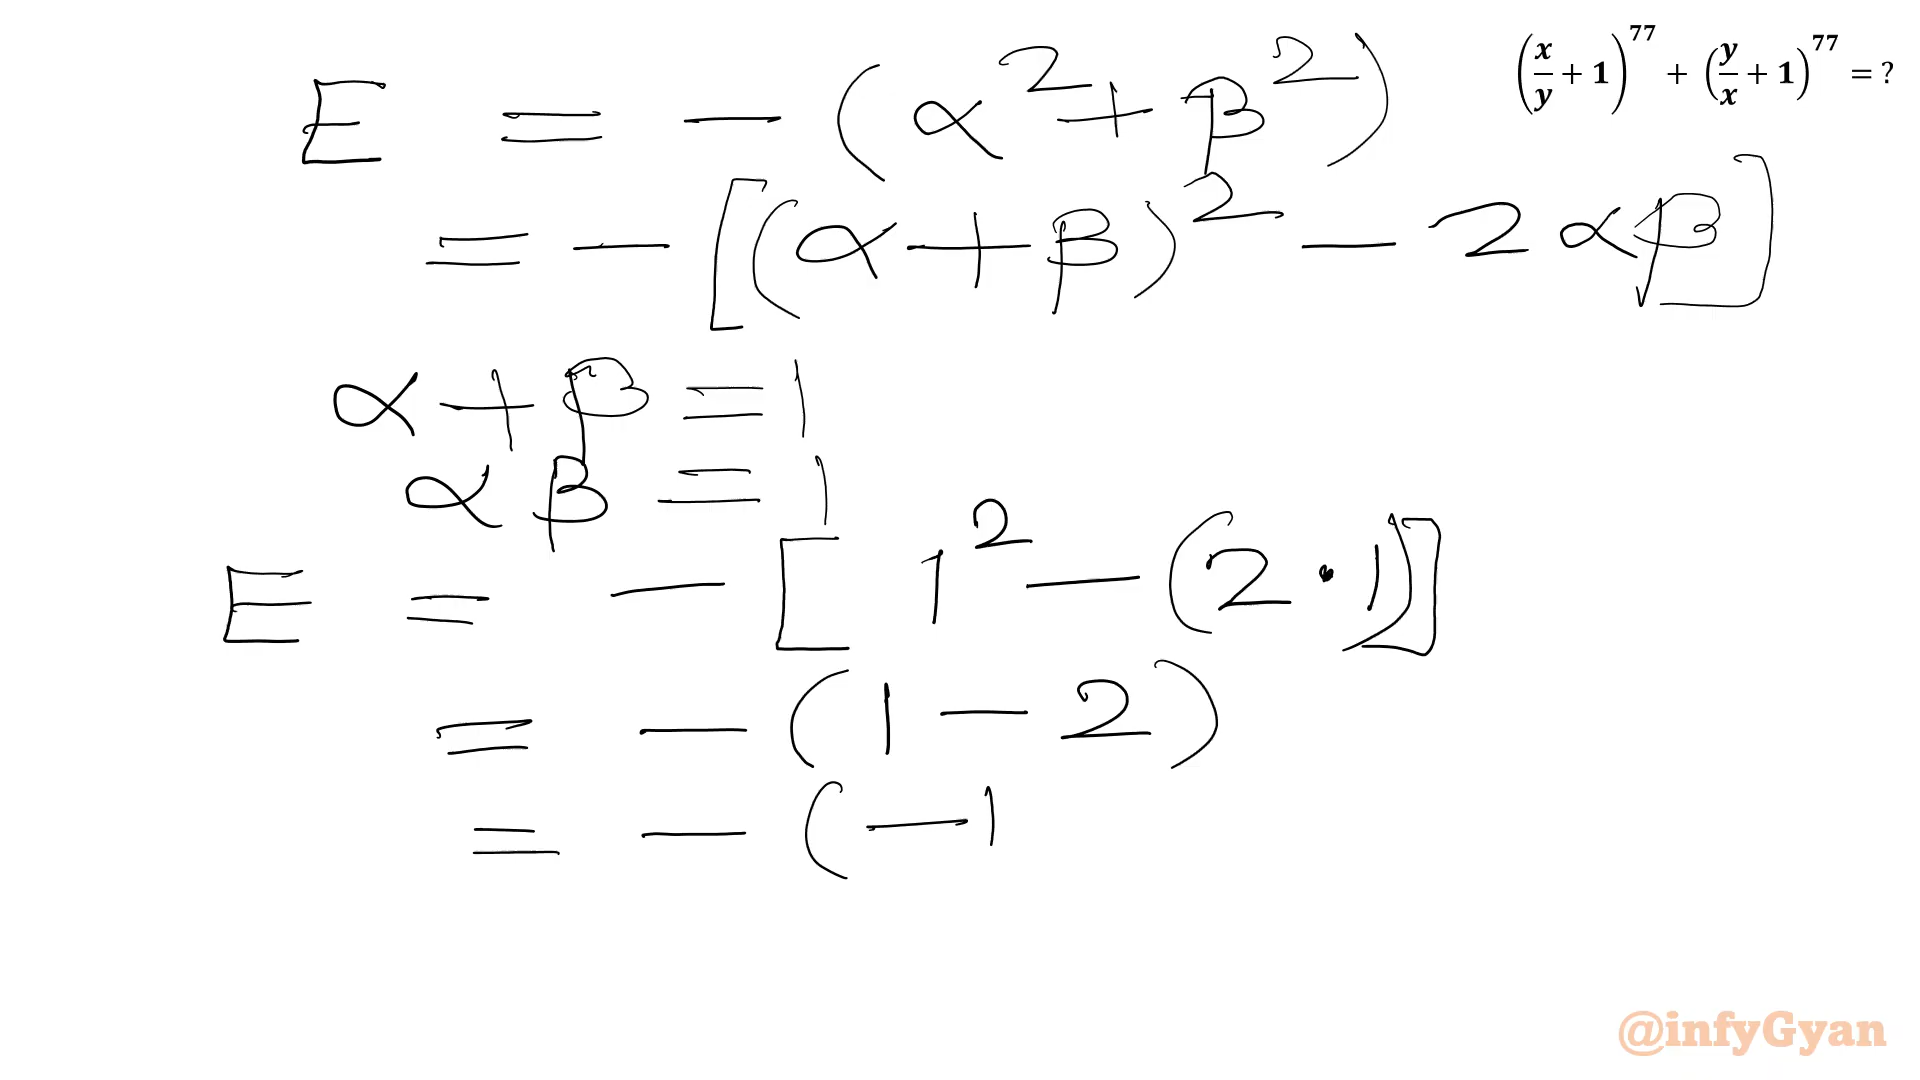 (x/y + 1)^77 + (y/x + 1)^77 = ?
E = − (α² + β²)
= − [(α + β)² − 2αβ]
α + β = 1
αβ = 1
E = − [1² − (2 · 1)]
= − (1 − 2)
= − (−1
@infyGyan